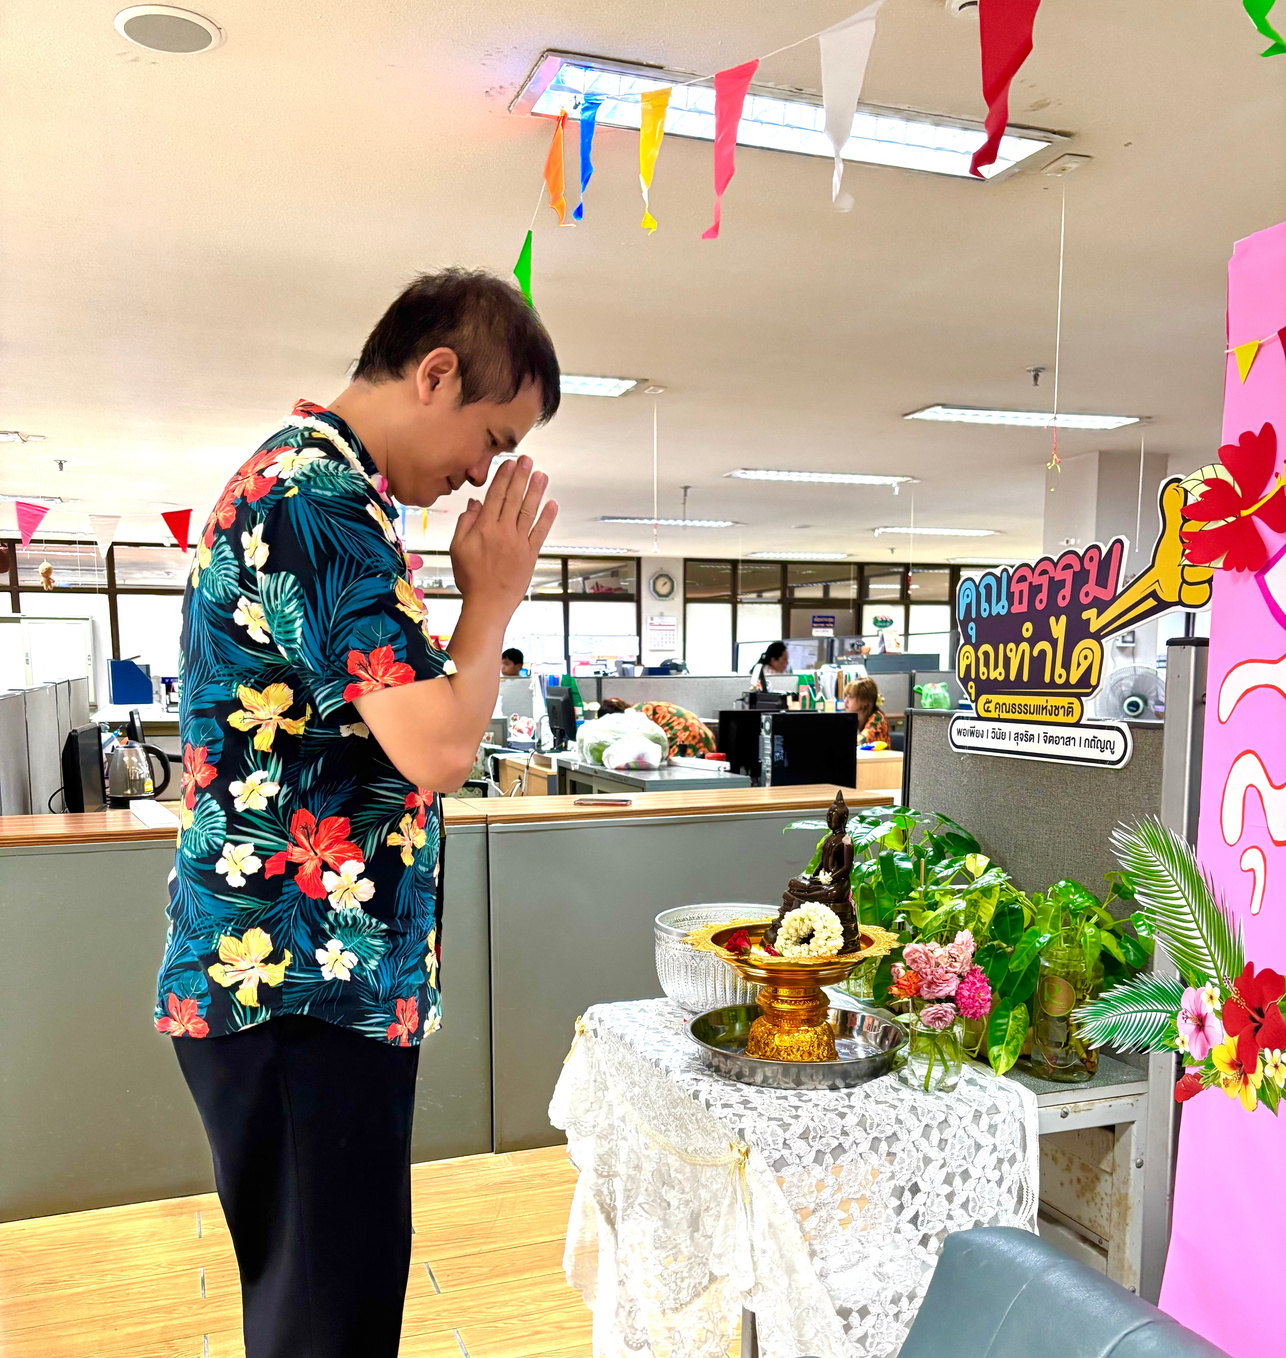 คุณธรรม
คุณทำได้
๕ คุณธรรมแห่งชาติ
พอเพียง | วินัย | สุจริต | จิตอาสา | กตัญญู